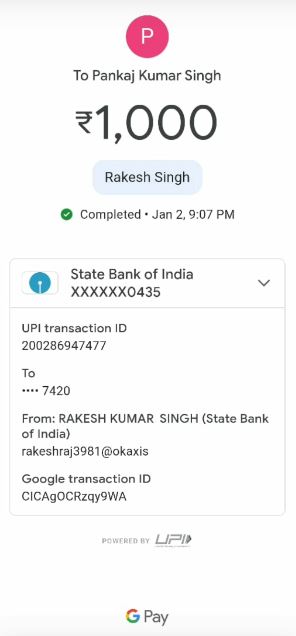 P
To Pankaj Kumar Singh
₹1,000
Rakesh Singh
Completed • Jan 2, 9:07 PM
State Bank of India
XXXXXX0435
UPI transaction ID
200286947477
To
•••• 7420
From: RAKESH KUMAR SINGH (State Bank
of India)
rakeshraj3981@okaxis
Google transaction ID
CICAgOCRzqy9WA
POWERED BY UPI
G Pay